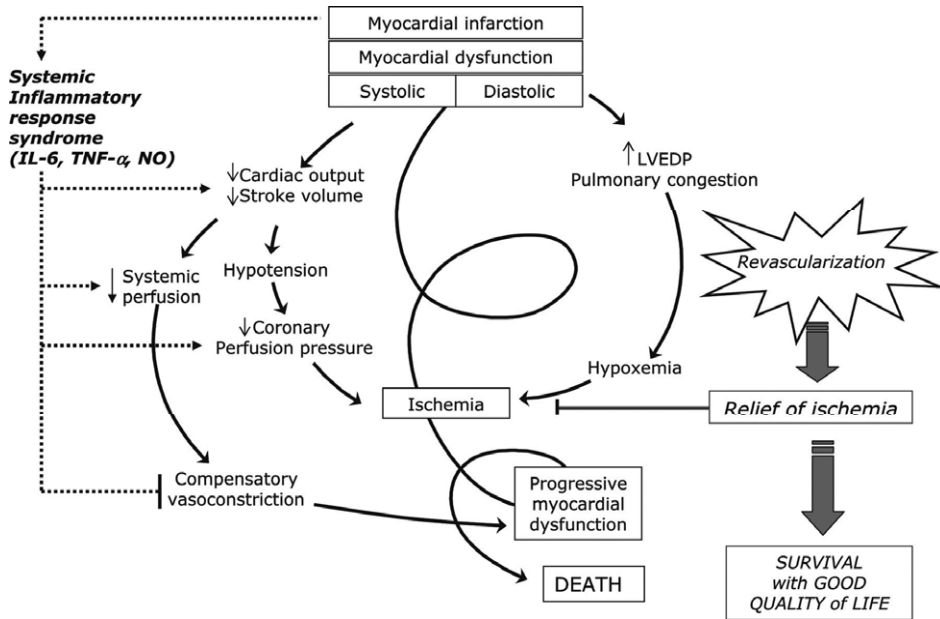 Myocardial infarction
Myocardial dysfunction
Systolic
Diastolic
Systemic
Inflammatory
response
syndrome
(IL-6, TNF-α, NO)
↓Cardiac output
↓Stroke volume
↑LVEDP
Pulmonary congestion
↓ Systemic
perfusion
Hypotension
↓Coronary
Perfusion pressure
Revascularization
Hypoxemia
Ischemia
Relief of ischemia
Compensatory
vasoconstriction
Progressive
myocardial
dysfunction
DEATH
SURVIVAL
with GOOD
QUALITY of LIFE